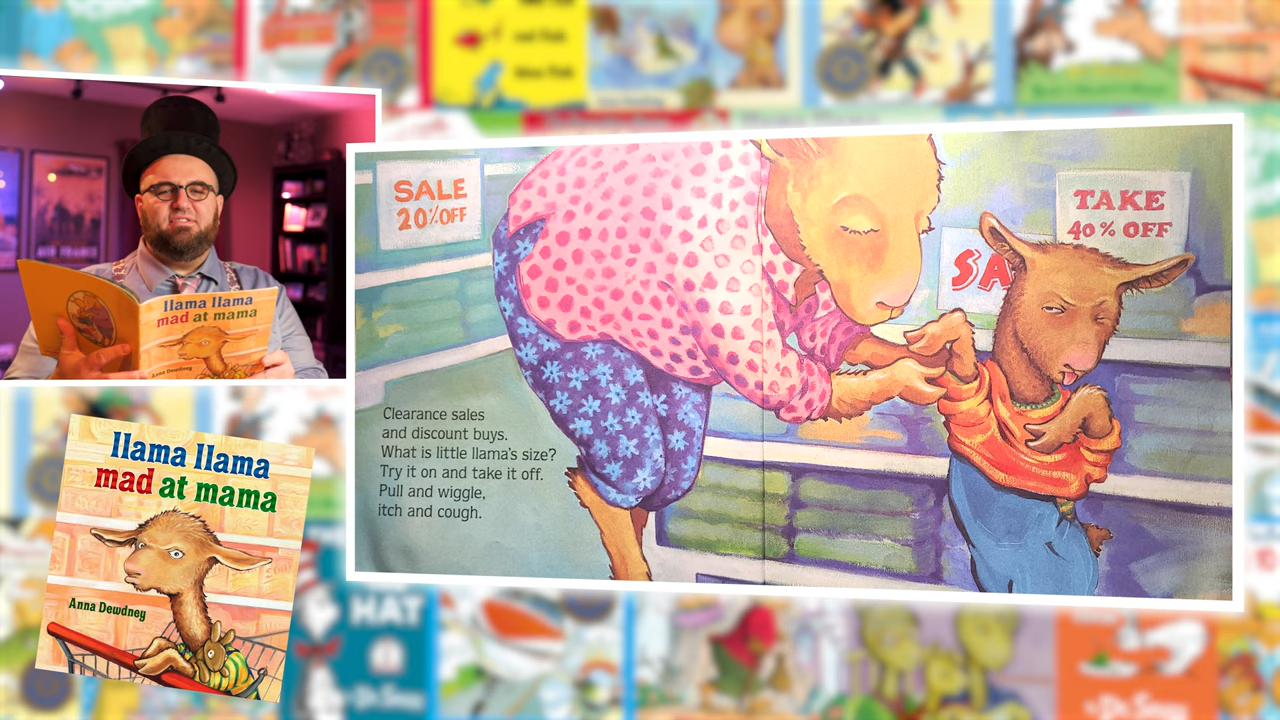 llama llama
mad at mama
Anna Dewdney
SALE
20% OFF
TAKE
40% OFF
SA
Clearance sales
and discount buys.
What is little llama's size?
Try it on and take it off.
Pull and wiggle,
itch and cough.
llama llama
mad at mama
Anna Dewdney
HAT
Dr. Seuss